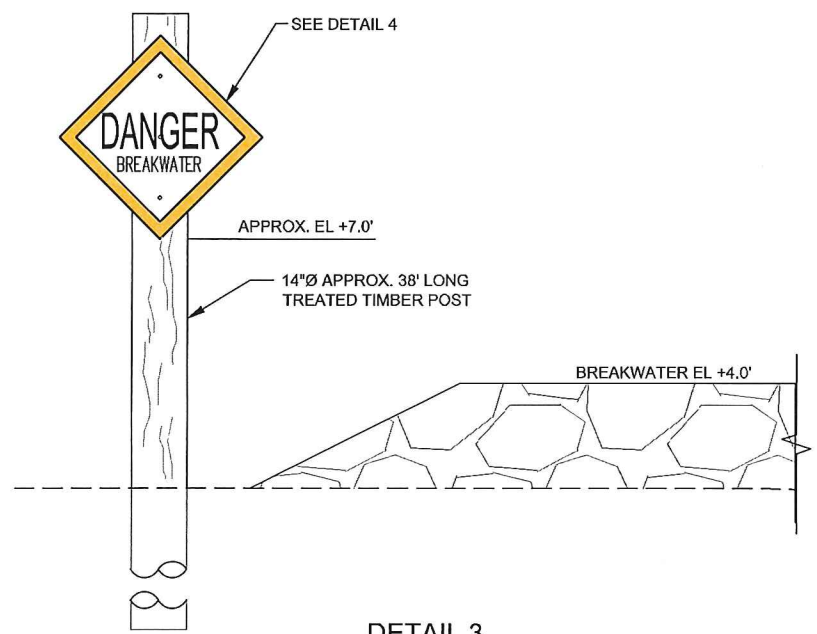 SEE DETAIL 4
DANGER
BREAKWATER
APPROX. EL +7.0'
14"Ø APPROX. 38' LONG
TREATED TIMBER POST
BREAKWATER EL +4.0'
DETAIL 3